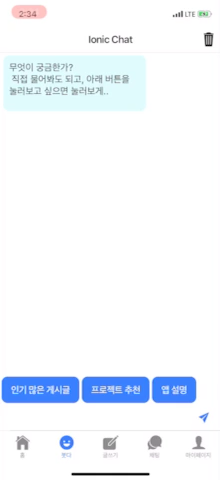 2:34
LTE
Ionic Chat
무엇이 궁금한가?
직접 물어봐도 되고, 아래 버튼을
눌러보고 싶으면 눌러보게..
인기 많은 게시글
프로젝트 추천
앱 설명
홈
글쓰기
채팅
마이페이지